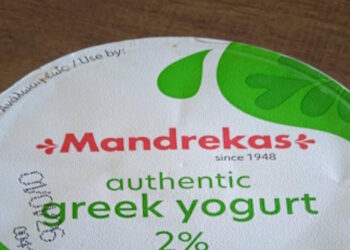 / Use by:
Mandrekas
since 1948
authentic
greek yogurt
2%